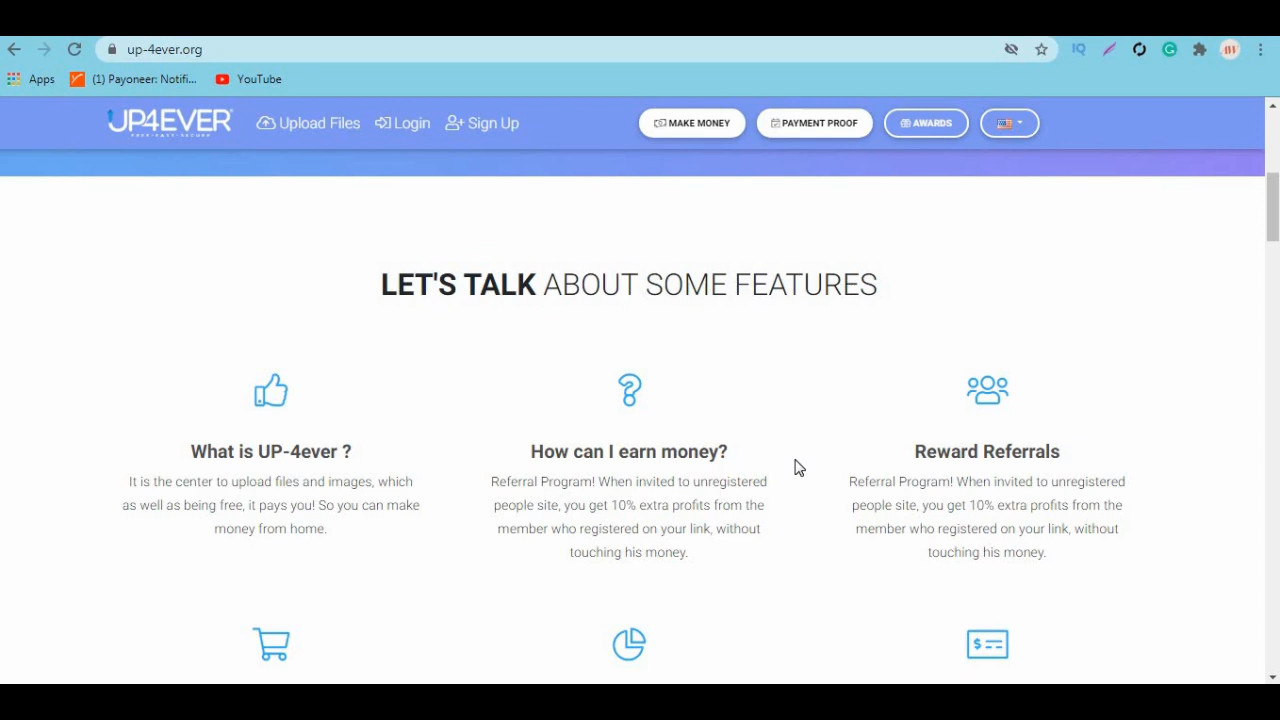 up-4ever.org
Apps
(1) Payoneer: Notifi...
YouTube
UP4EVER
FREE-FAST-SECURE
Upload Files
Login
Sign Up
MAKE MONEY
PAYMENT PROOF
AWARDS
LET'S TALK ABOUT SOME FEATURES
What is UP-4ever ?
It is the center to upload files and images, which
as well as being free, it pays you! So you can make
money from home.
How can I earn money?
Referral Program! When invited to unregistered
people site, you get 10% extra profits from the
member who registered on your link, without
touching his money.
Reward Referrals
Referral Program! When invited to unregistered
people site, you get 10% extra profits from the
member who registered on your link, without
touching his money.